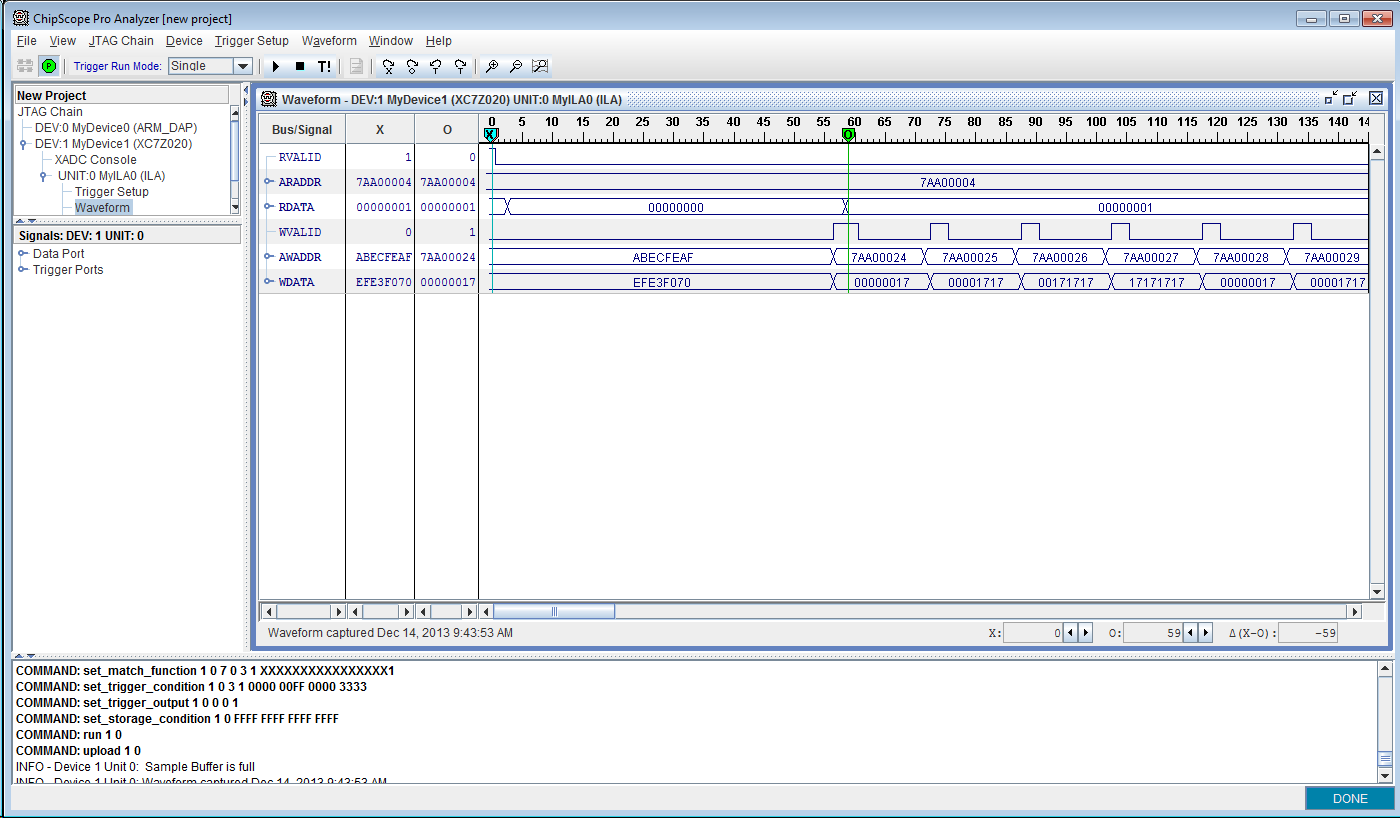 ChipScope Pro Analyzer [new project]
File View JTAG Chain Device Trigger Setup Waveform Window Help
Trigger Run Mode: Single T!
New Project
JTAG Chain
DEV:0 MyDevice0 (ARM_DAP)
DEV:1 MyDevice1 (XC7Z020)
XADC Console
UNIT:0 MyILA0 (ILA)
Trigger Setup
Waveform
Signals: DEV: 1 UNIT: 0
Data Port
Trigger Ports
Waveform - DEV:1 MyDevice1 (XC7Z020) UNIT:0 MyILA0 (ILA)
Bus/Signal X O 0 5 10 15 20 25 30 35 40 45 50 55 60 65 70 75 80 85 90 95 100 105 110 115 120 125 130 135 140 14
X O
RVALID 1 0
ARADDR 7AA00004 7AA00004 7AA00004
RDATA 00000001 00000001 00000000 00000001
WVALID 0 1
AWADDR ABECFEAF 7AA00024 ABECFEAF 7AA00024 7AA00025 7AA00026 7AA00027 7AA00028 7AA00029
WDATA EFE3F070 00000017 EFE3F070 00000017 00001717 00171717 17171717 00000017 00001717
Waveform captured Dec 14, 2013 9:43:53 AM X: 0 O: 59 Δ(X-O): -59
COMMAND: set_match_function 1 0 7 0 3 1 XXXXXXXXXXXXXXXX1
COMMAND: set_trigger_condition 1 0 3 1 0000 00FF 0000 3333
COMMAND: set_trigger_output 1 0 0 0 1
COMMAND: set_storage_condition 1 0 FFFF FFFF FFFF FFFF
COMMAND: run 1 0
COMMAND: upload 1 0
INFO - Device 1 Unit 0: Sample Buffer is full
INFO - Device 1 Unit 0: Waveform captured Dec 14, 2013 9:43:53 AM
DONE